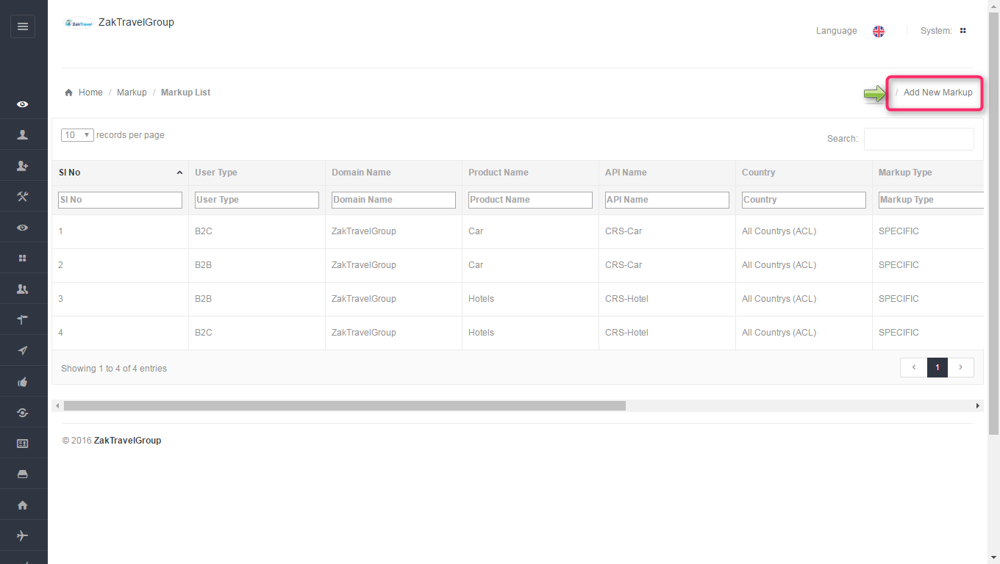 ZakTravel ZakTravelGroup
Language System:
Home / Markup / Markup List / Add New Markup
10 records per page Search:
Sl No User Type Domain Name Product Name API Name Country Markup Type
Sl No User Type Domain Name Product Name API Name Country Markup Type
1 B2C ZakTravelGroup Car CRS-Car All Countrys (ACL) SPECIFIC
2 B2B ZakTravelGroup Car CRS-Car All Countrys (ACL) SPECIFIC
3 B2B ZakTravelGroup Hotels CRS-Hotel All Countrys (ACL) SPECIFIC
4 B2C ZakTravelGroup Hotels CRS-Hotel All Countrys (ACL) SPECIFIC
Showing 1 to 4 of 4 entries ‹ 1 ›
© 2016 ZakTravelGroup